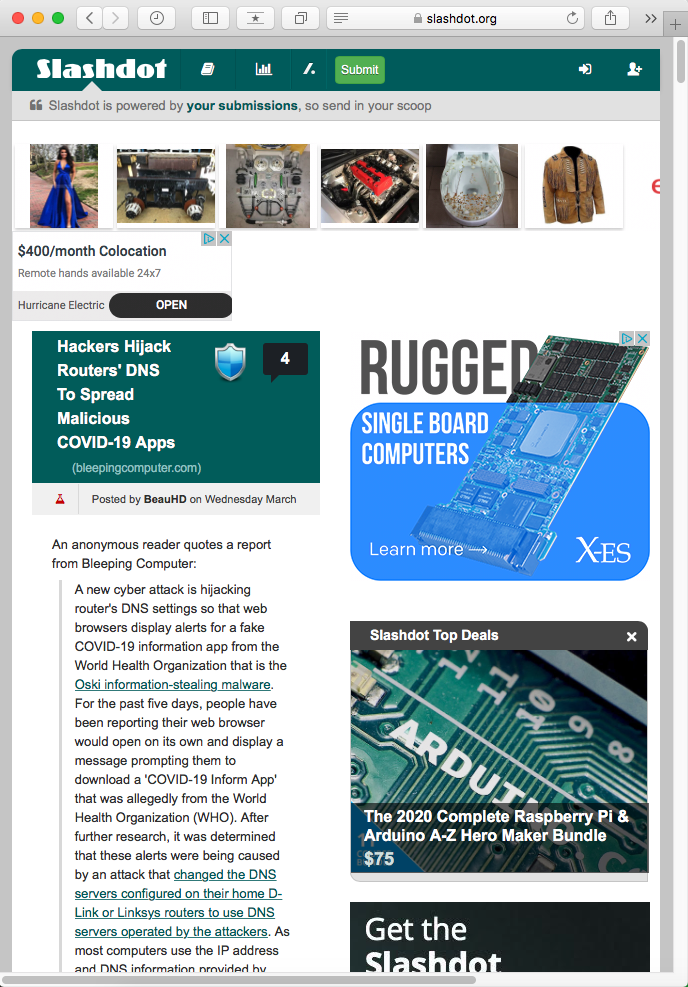 slashdot.org
Slashdot
Submit
Slashdot is powered by your submissions, so send in your scoop
$400/month Colocation
Remote hands available 24x7
Hurricane Electric
OPEN
Hackers Hijack
Routers' DNS
To Spread
Malicious
COVID-19 Apps
(bleepingcomputer.com)
4
Posted by BeauHD on Wednesday March
An anonymous reader quotes a report
from Bleeping Computer:
A new cyber attack is hijacking
router's DNS settings so that web
browsers display alerts for a fake
COVID-19 information app from the
World Health Organization that is the
Oski information-stealing malware.
For the past five days, people have
been reporting their web browser
would open on its own and display a
message prompting them to
download a 'COVID-19 Inform App'
that was allegedly from the World
Health Organization (WHO). After
further research, it was determined
that these alerts were being caused
by an attack that changed the DNS
servers configured on their home D-
Link or Linksys routers to use DNS
servers operated by the attackers. As
most computers use the IP address
and DNS information provided by
RUGGED
SINGLE BOARD
COMPUTERS
Learn more
X-ES
Slashdot Top Deals
12
11
10
9
8
ARDUI
The 2020 Complete Raspberry Pi &
Arduino A-Z Hero Maker Bundle
$75
Get the
Slashdot